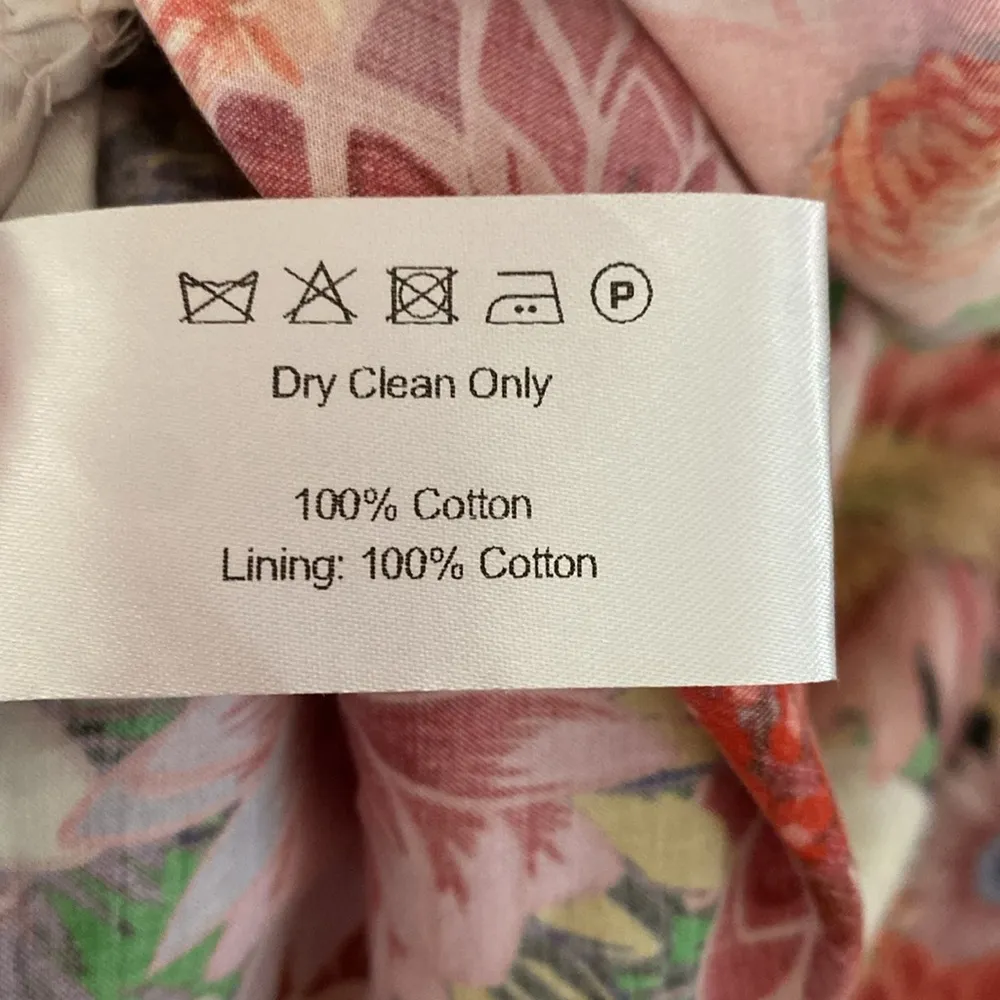 P
Dry Clean Only
100% Cotton
Lining: 100% Cotton